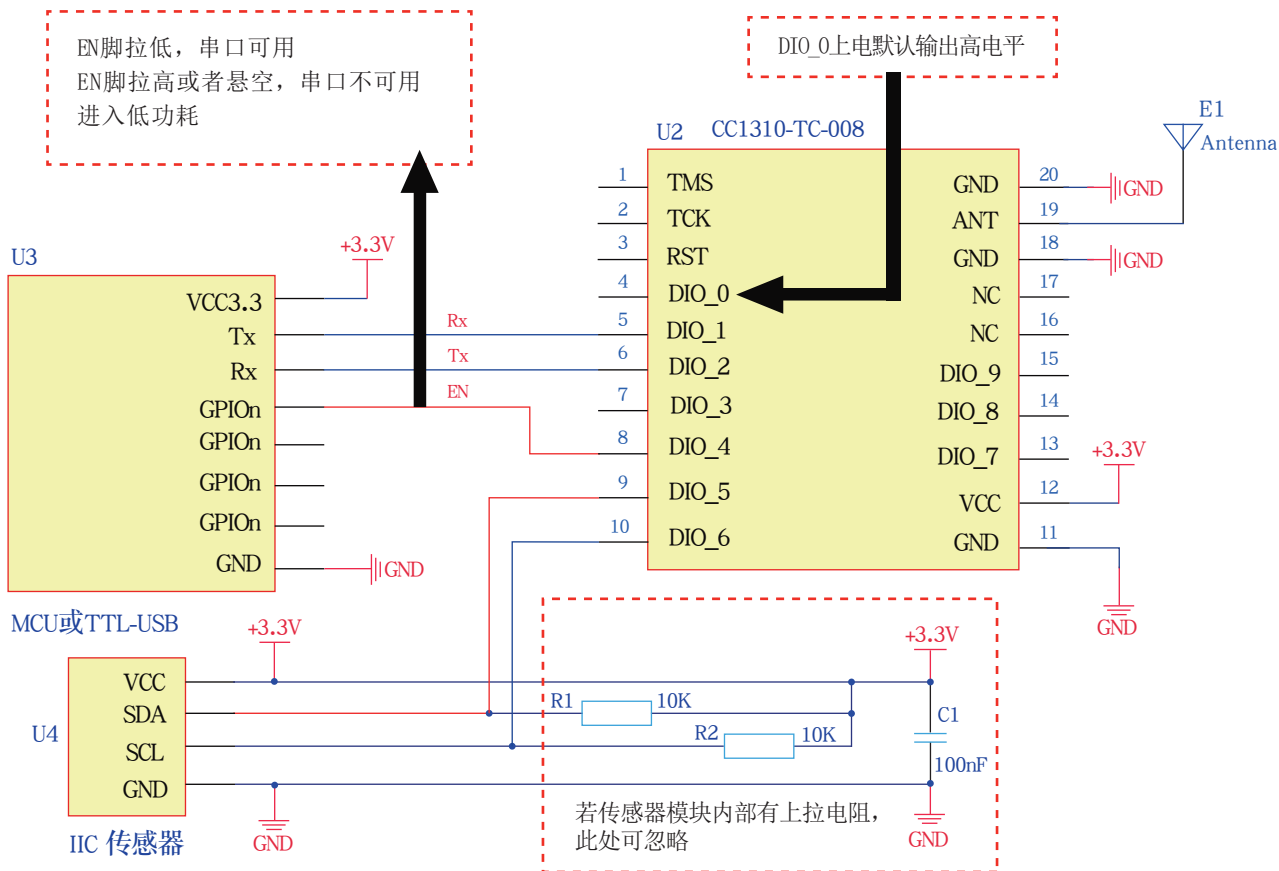 EN脚拉低，串口可用
EN脚拉高或者悬空，串口不可用
进入低功耗
DIO_0上电默认输出高电平
U2 CC1310-TC-008
E1
Antenna
1 TMS
2 TCK
3 RST
4 DIO_0
5 DIO_1
6 DIO_2
7 DIO_3
8 DIO_4
9 DIO_5
10 DIO_6
GND 20 GND
ANT 19
GND 18 GND
NC 17
NC 16
DIO_9 15
DIO_8 14
DIO_7 13
VCC 12
GND 11
+3.3V
GND
U3
+3.3V
VCC3.3
Tx Rx
Rx Tx
GPIOn EN
GPIOn
GPIOn
GPIOn
GND GND
MCU或TTL-USB
+3.3V
U4
VCC
SDA
SCL
GND
GND
IIC 传感器
+3.3V
R1 10K
R2 10K
C1
100nF
若传感器模块内部有上拉电阻，
此处可忽略
GND